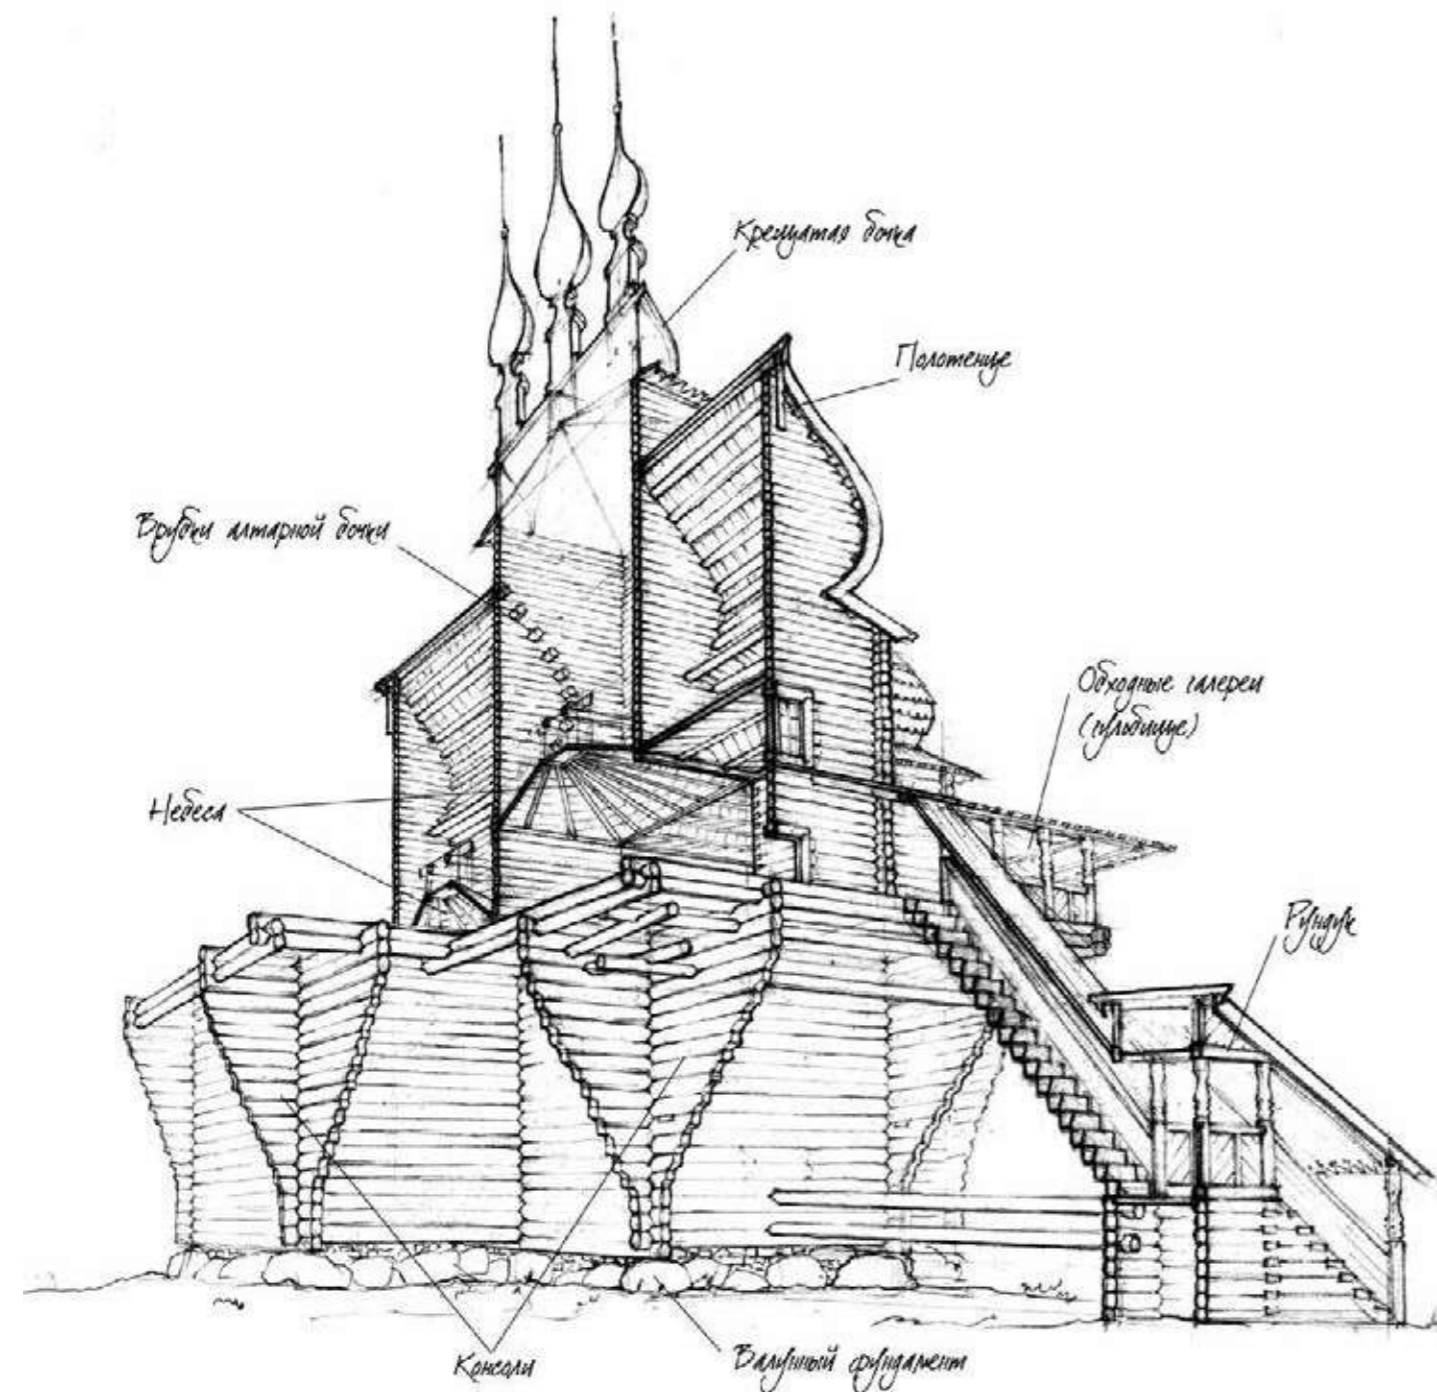 Крещатая бочка
Полотенце
Врубки алтарной бочки
Обходные галереи
(гульбище)
Небеса
Рундук
Консоли
Валунный фундамент